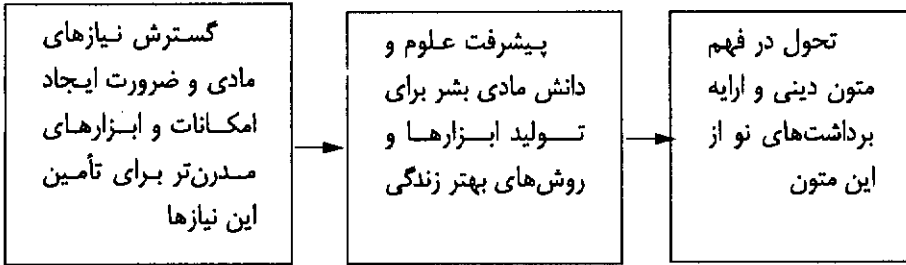 گسترش نیازهای
مادی و ضرورت ایجاد
امکانات و ابزارهای
مدرن‌تر برای تأمین
این نیازها
پیشرفت علوم و
دانش مادی بشر برای
تولید ابزارها و
روش‌های بهتر زندگی
تحول در فهم
متون دینی و ارایه
برداشت‌های نو از
این متون